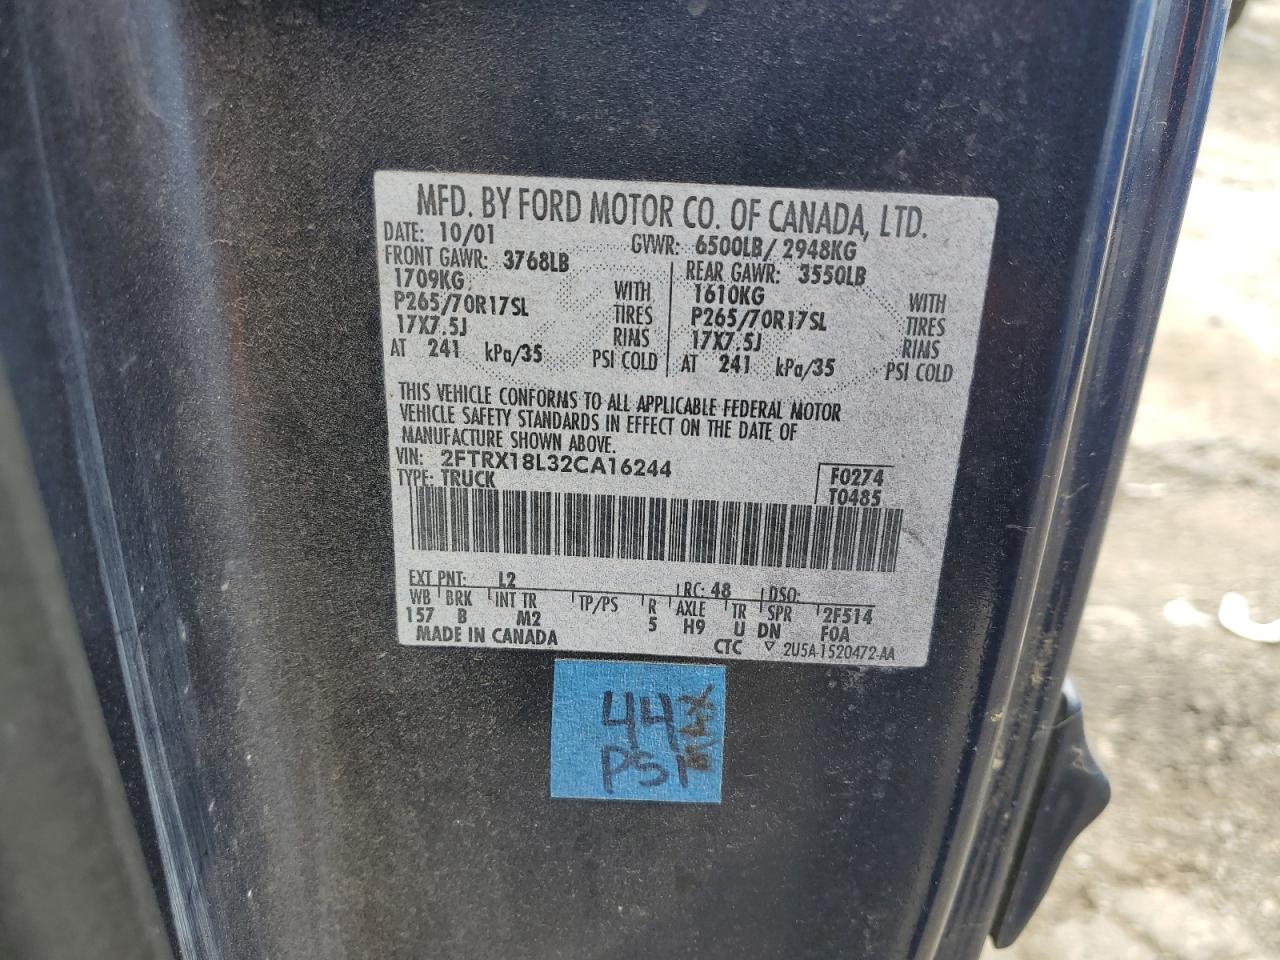 MFD. BY FORD MOTOR CO. OF CANADA, LTD.
DATE: 10/01 GVWR: 6500LB/ 2948KG
FRONT GAWR: 3768LB REAR GAWR: 3550LB
1709KG WITH 1610KG WITH
P265/70R17SL TIRES P265/70R17SL TIRES
17X7.5J RIMS 17X7.5J RIMS
AT 241 kPa/35 PSI COLD AT 241 kPa/35 PSI COLD
THIS VEHICLE CONFORMS TO ALL APPLICABLE FEDERAL MOTOR
VEHICLE SAFETY STANDARDS IN EFFECT ON THE DATE OF
MANUFACTURE SHOWN ABOVE.
VIN: 2FTRX18L32CA16244 F0274
TYPE: TRUCK T0485
EXT PNT: L2 RC: 48 DSO:
WB BRK INT TR TP/PS R AXLE TR SPR 2F514
157 B M2 5 H9 U DN F0A
MADE IN CANADA CTC 2U5A-1520472-AA
44
PSI